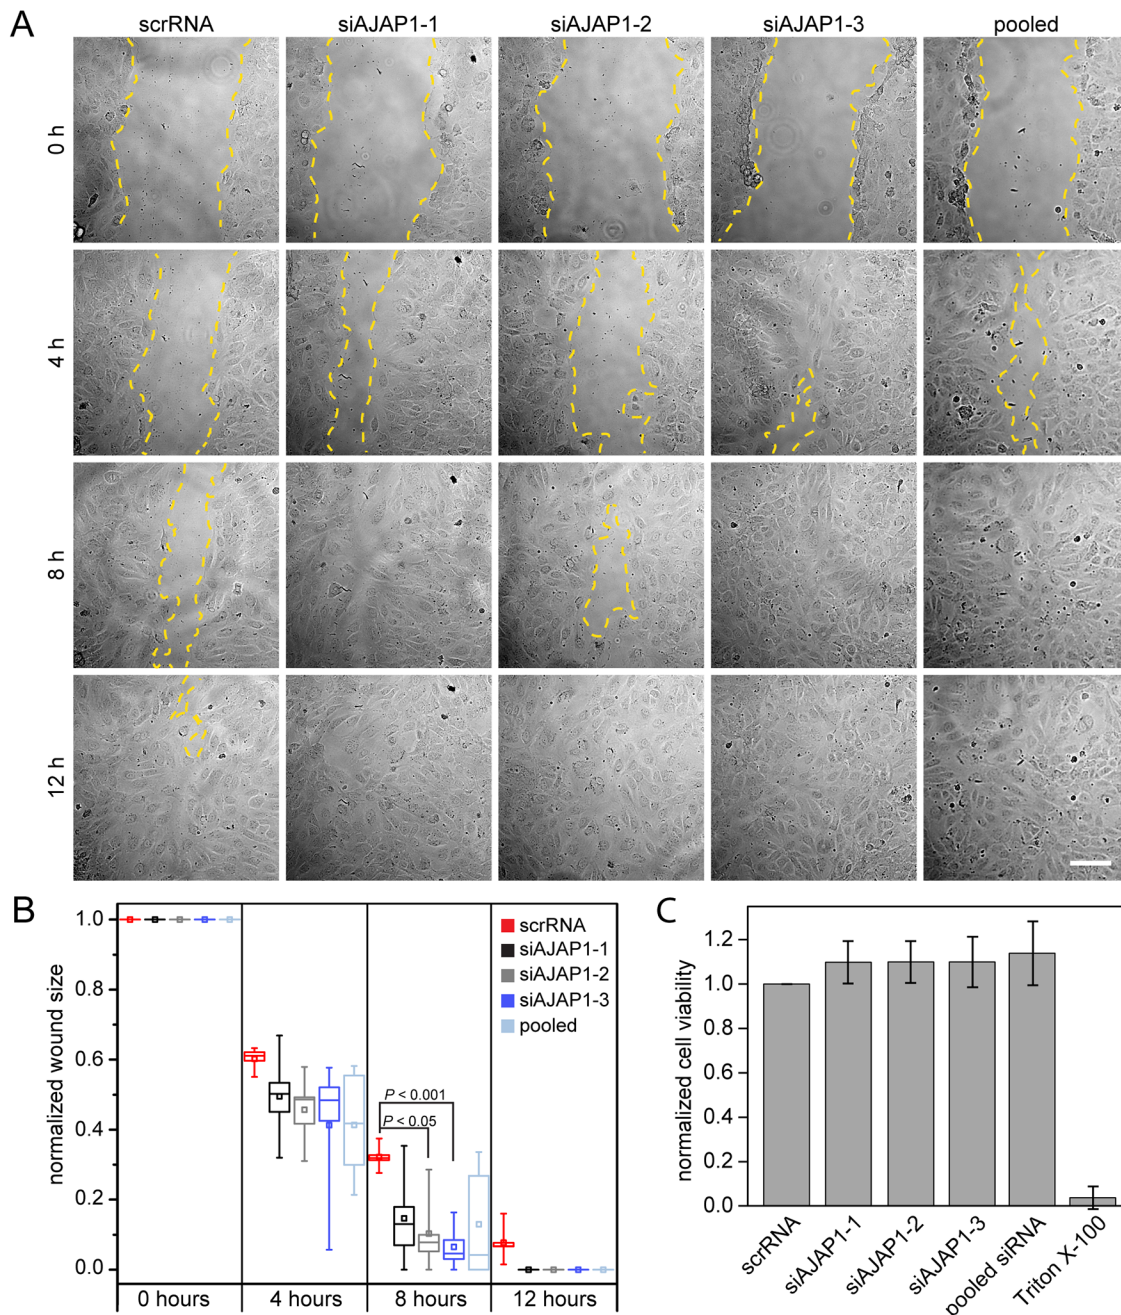 A
scrRNA siAJAP1-1 siAJAP1-2 siAJAP1-3 pooled
0 h
4 h
8 h
12 h
B
normalized wound size
1.0
0.8
0.6
0.4
0.2
0.0
scrRNA
siAJAP1-1
siAJAP1-2
siAJAP1-3
pooled
P < 0.001
P < 0.05
0 hours 4 hours 8 hours 12 hours
C
normalized cell viability
1.2
1.0
0.8
0.6
0.4
0.2
0.0
scrRNA
siAJAP1-1
siAJAP1-2
siAJAP1-3
pooled siRNA
Triton X-100